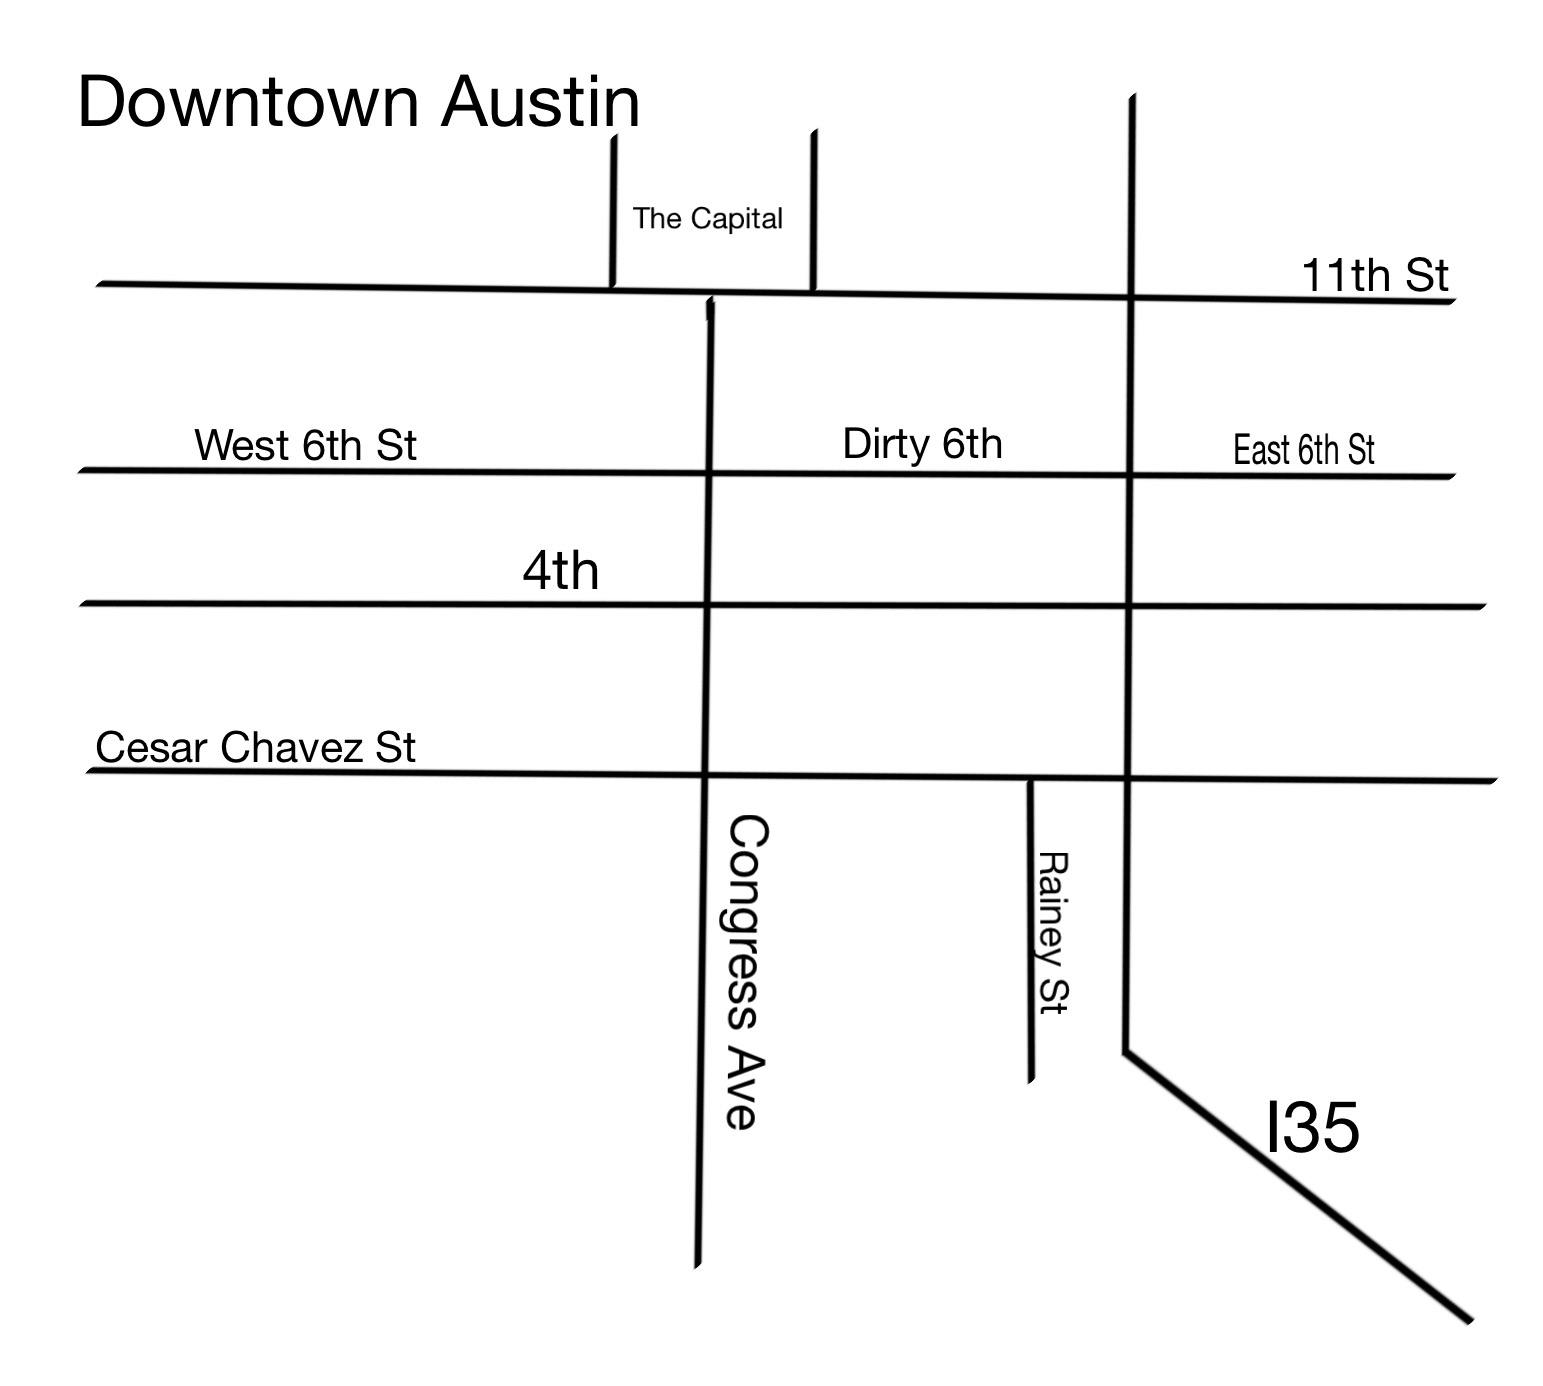 Downtown Austin
The Capital
11th St
West 6th St
Dirty 6th
East 6th St
4th
Cesar Chavez St
Congress Ave
Rainey St
I35